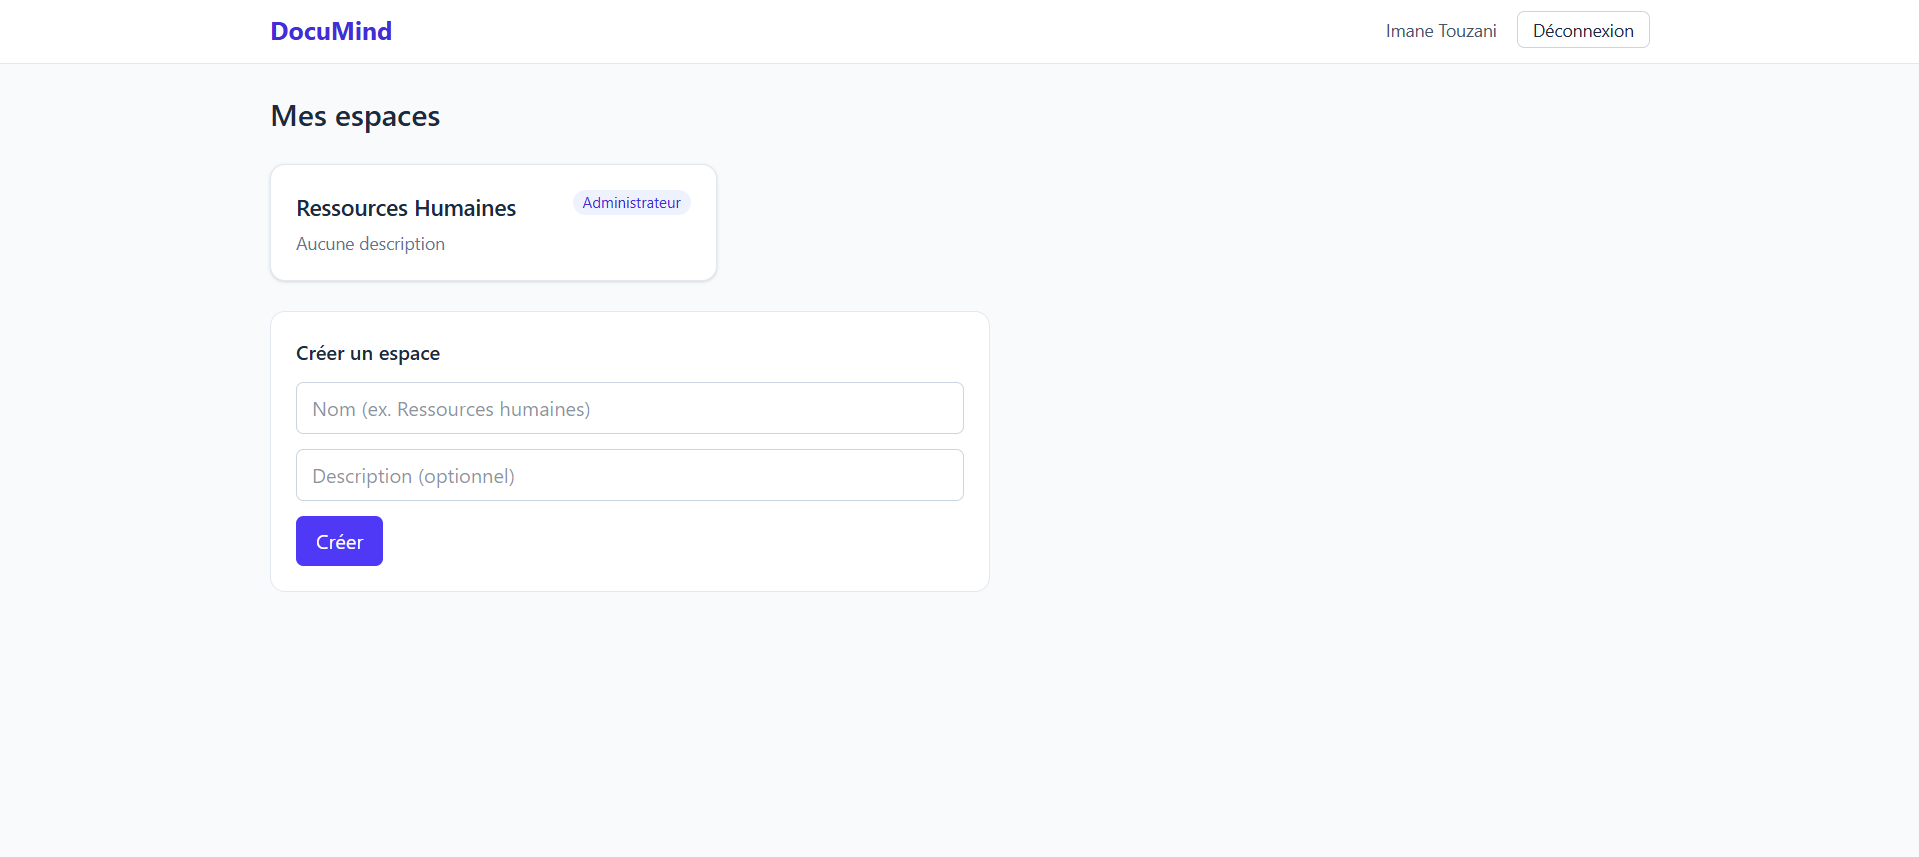 DocuMind
Imane Touzani
Déconnexion
Mes espaces
Ressources Humaines
Administrateur
Aucune description
Créer un espace
Nom (ex. Ressources humaines)
Description (optionnel)
Créer